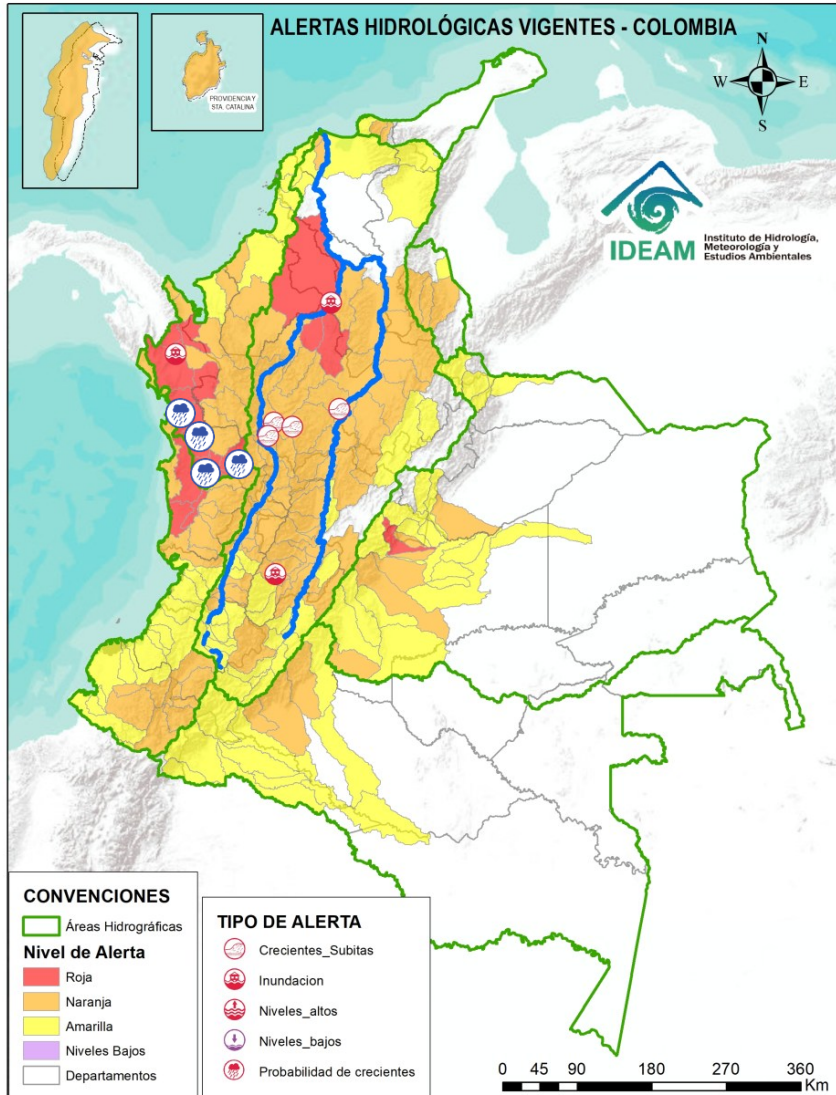 ALERTAS HIDROLÓGICAS VIGENTES - COLOMBIA
PROVIDENCIA Y
STA. CATALINA
N
W
E
S
IDEAM
Instituto de Hidrología,
Meteorología y
Estudios Ambientales
CONVENCIONES
Áreas Hidrográficas
Nivel de Alerta
Roja
Naranja
Amarilla
Niveles Bajos
Departamentos
TIPO DE ALERTA
Crecientes_Subitas
Inundacion
Niveles_altos
Niveles_bajos
Probabilidad de crecientes
0 45 90 180 270 360
Km